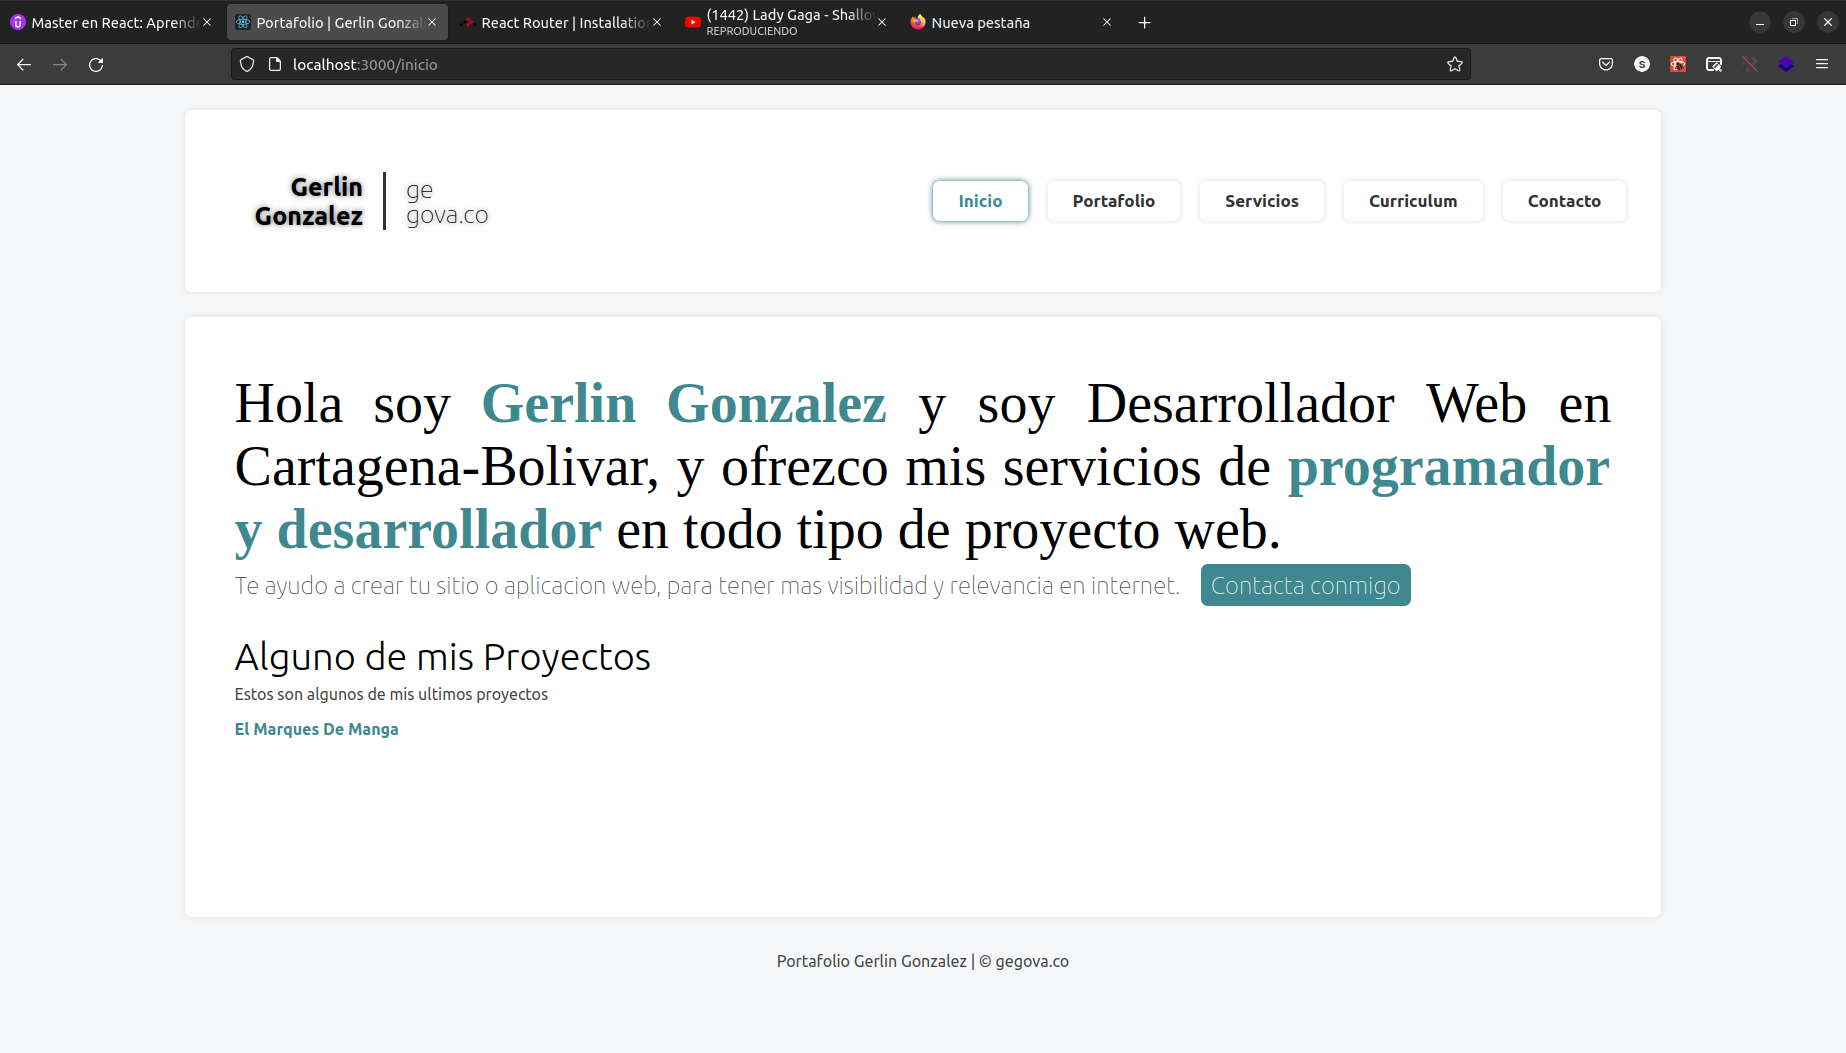 Master en React: Aprende
Portafolio | Gerlin Gonzal
React Router | Installation
(1442) Lady Gaga - Shallo
REPRODUCIENDO
Nueva pestaña
localhost:3000/inicio
Gerlin
Gonzalez
ge
gova.co
Inicio
Portafolio
Servicios
Curriculum
Contacto
Hola soy Gerlin Gonzalez y soy Desarrollador Web en
Cartagena-Bolivar, y ofrezco mis servicios de programador
y desarrollador en todo tipo de proyecto web.
Te ayudo a crear tu sitio o aplicacion web, para tener mas visibilidad y relevancia en internet. Contacta conmigo
Alguno de mis Proyectos
Estos son algunos de mis ultimos proyectos
El Marques De Manga
Portafolio Gerlin Gonzalez | © gegova.co